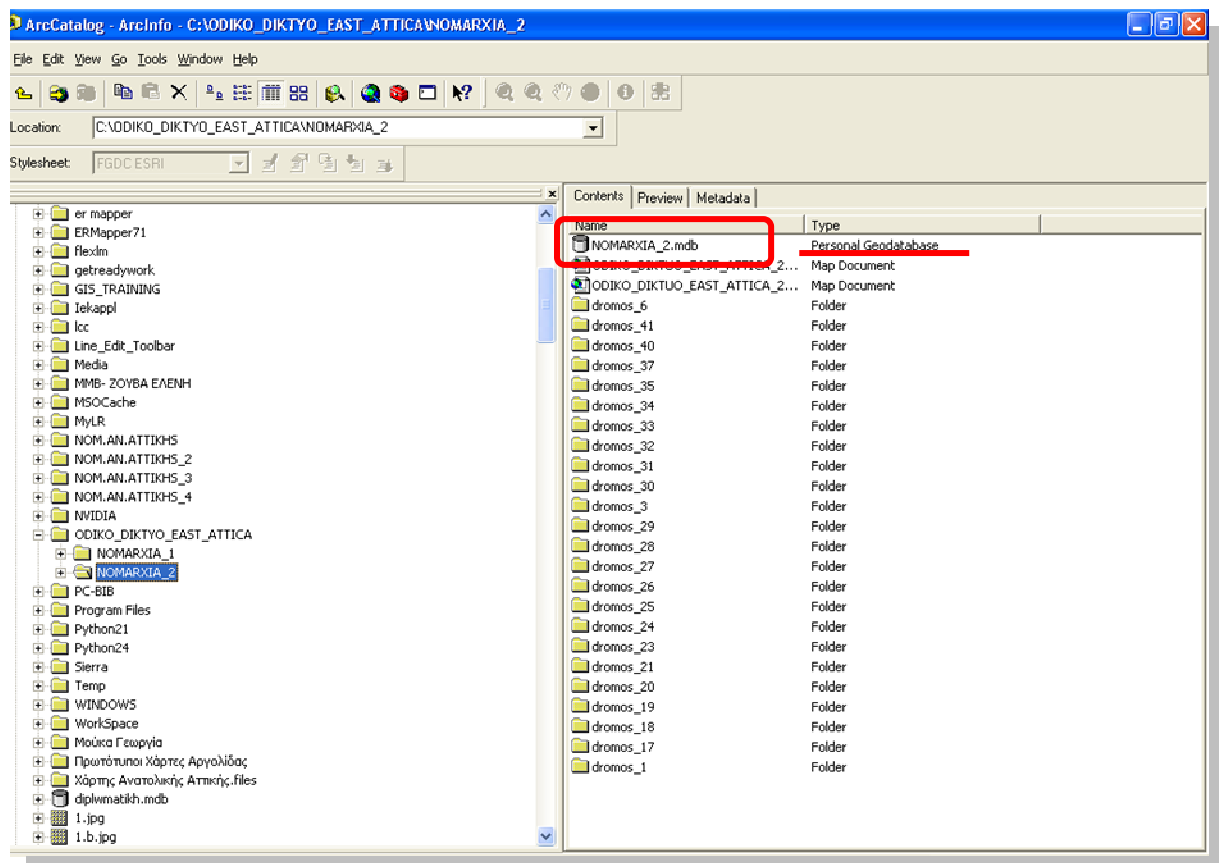 ArcCatalog - ArcInfo - C:\ODIKO_DIKTYO_EAST_ATTICA\NOMARXIA_2
File Edit View Go Tools Window Help
Location: C:\ODIKO_DIKTYO_EAST_ATTICA\NOMARXIA_2
Stylesheet: FGDC ESRI
er mapper
ERMapper71
flexlm
getreadywork
GIS_TRAINING
Iekappl
lcc
Line_Edit_Toolbar
Media
MMB- ΖΟΥΒΑ ΕΛΕΝΗ
MSOCache
MyLR
NOM.AN.ATTIKHS
NOM.AN.ATTIKHS_2
NOM.AN.ATTIKHS_3
NOM.AN.ATTIKHS_4
NVIDIA
ODIKO_DIKTYO_EAST_ATTICA
NOMARXIA_1
NOMARXIA_2
PC-BIB
Program Files
Python21
Python24
Sierra
Temp
WINDOWS
WorkSpace
Μούκα Γεωργία
Πρωτότυποι Χάρτες Αργολίδας
Χάρτης Ανατολικής Αττικής.files
diplwmatikh.mdb
1.jpg
1.b.jpg
Contents Preview Metadata
Name Type
NOMARXIA_2.mdb Personal Geodatabase
ODIKO_DIKTUO_EAST_ATTICA_2... Map Document
ODIKO_DIKTUO_EAST_ATTICA_2... Map Document
dromos_6 Folder
dromos_41 Folder
dromos_40 Folder
dromos_37 Folder
dromos_35 Folder
dromos_34 Folder
dromos_33 Folder
dromos_32 Folder
dromos_31 Folder
dromos_30 Folder
dromos_3 Folder
dromos_29 Folder
dromos_28 Folder
dromos_27 Folder
dromos_26 Folder
dromos_25 Folder
dromos_24 Folder
dromos_23 Folder
dromos_21 Folder
dromos_20 Folder
dromos_19 Folder
dromos_18 Folder
dromos_17 Folder
dromos_1 Folder